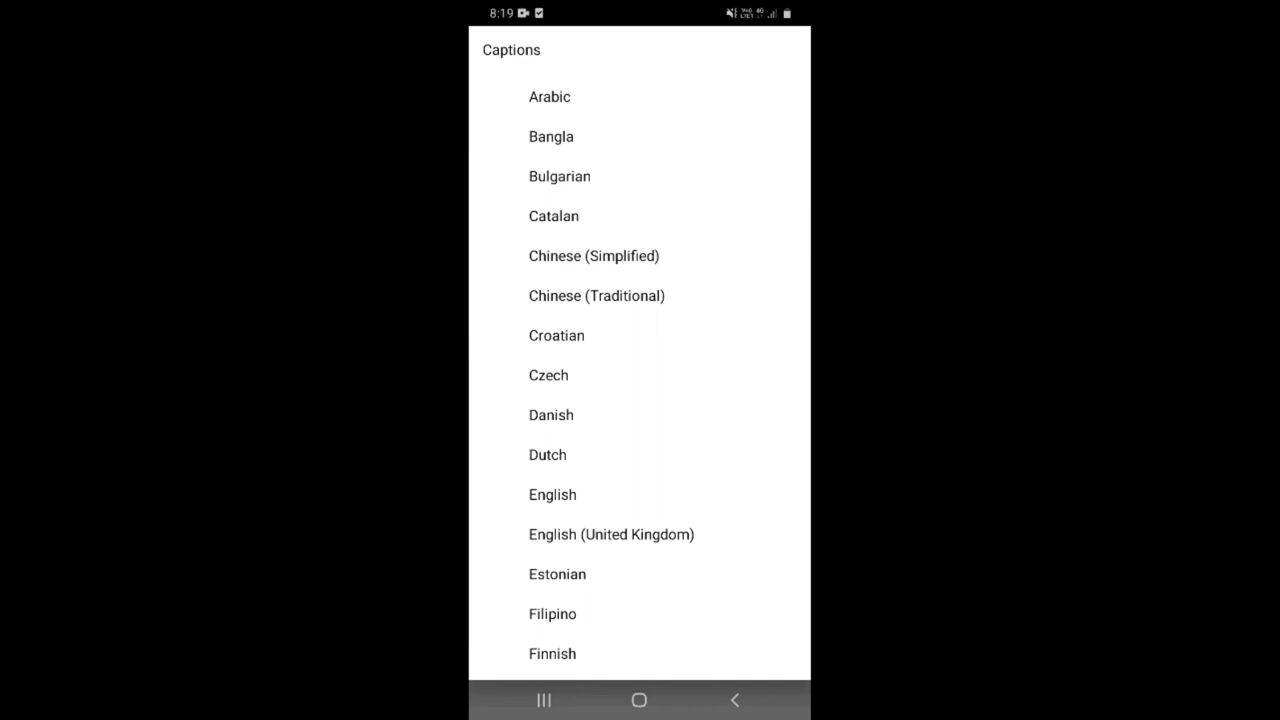 8:19
Captions
Arabic
Bangla
Bulgarian
Catalan
Chinese (Simplified)
Chinese (Traditional)
Croatian
Czech
Danish
Dutch
English
English (United Kingdom)
Estonian
Filipino
Finnish